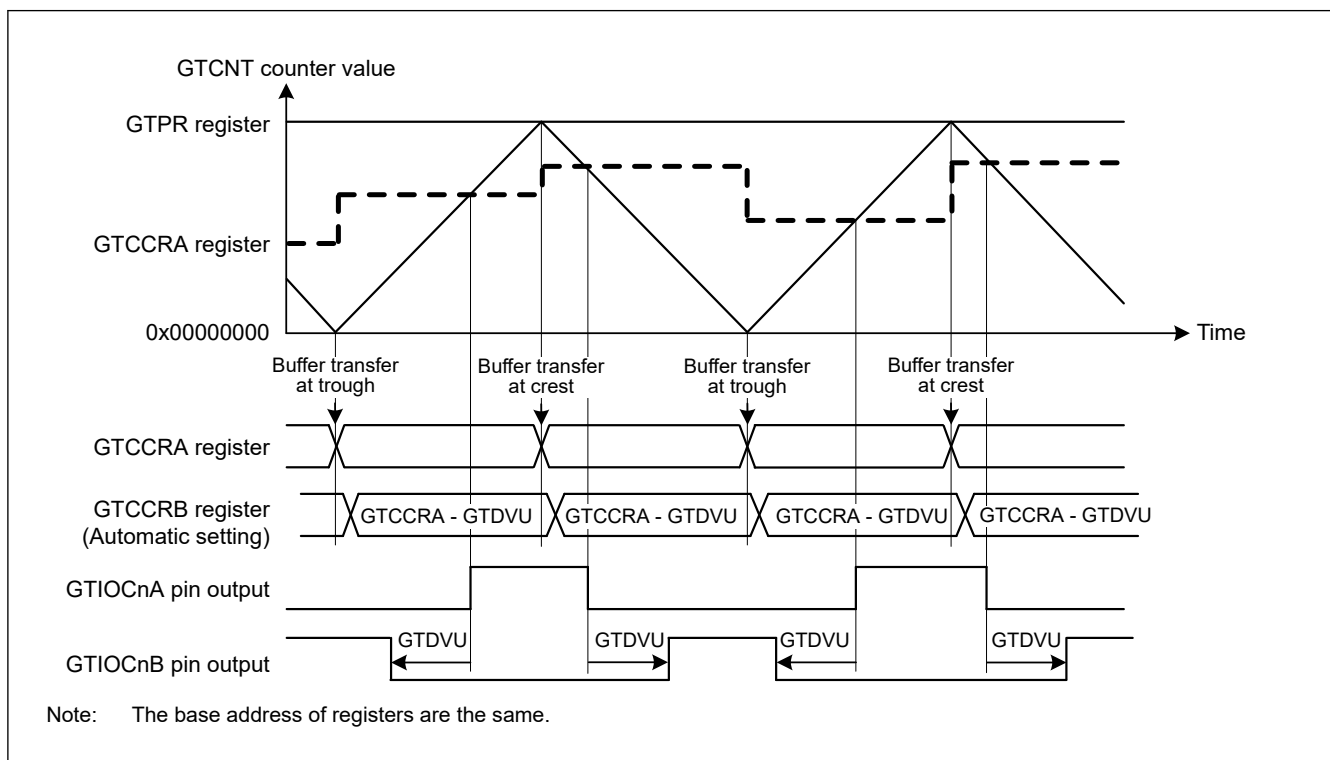 GTCNT counter value
GTPR register
GTCCRA register
0x00000000
Time
Buffer transfer
at trough
Buffer transfer
at crest
Buffer transfer
at trough
Buffer transfer
at crest
GTCCRA register
GTCCRB register
(Automatic setting)
GTCCRA - GTDVU
GTCCRA - GTDVU
GTCCRA - GTDVU
GTCCRA - GTDVU
GTIOCnA pin output
GTIOCnB pin output
GTDVU
GTDVU
GTDVU
GTDVU
Note: The base address of registers are the same.